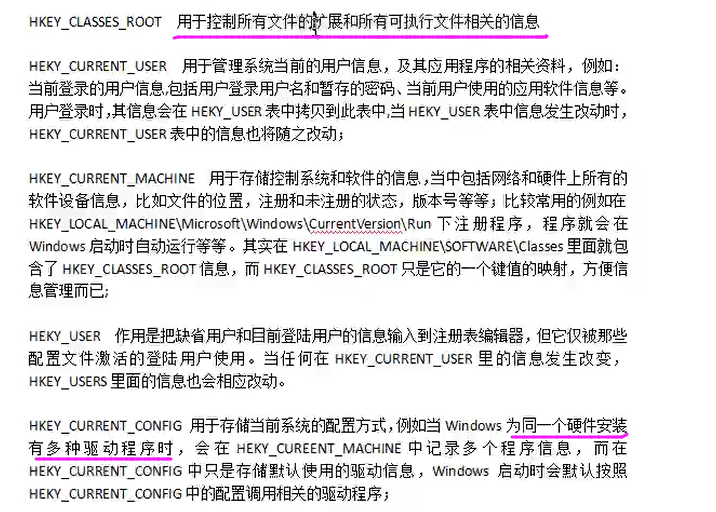 HKEY_CLASSES_ROOT 用于控制所有文件的扩展和所有可执行文件相关的信息
HEKY_CURRENT_USER 用于管理系统当前的用户信息，及其应用程序的相关资料，例如：
当前登录的用户信息,包括用户登录用户名和暂存的密码、当前用户使用的应用软件信息等。
用户登录时,其信息会在 HEKY_USER 表中拷贝到此表中,当 HEKY_USER 表中信息发生改动时，
HEKY_CURRENT_USER 表中的信息也将随之改动；
HKEY_CURRENT_MACHINE 用于存储控制系统和软件的信息,当中包括网络和硬件上所有的
软件设备信息，比如文件的位置，注册和未注册的状态，版本号等等；比较常用的例如在
HKEY_LOCAL_MACHINE\Microsoft\Windows\CurrentVersion\Run 下注册程序，程序就会在
Windows 启动时自动运行等等。其实在 HKEY_LOCAL_MACHINE\SOFTWARE\Classes 里面就包
含了 HKEY_CLASSES_ROOT 信息，而 HKEY_CLASSES_ROOT 只是它的一个键值的映射，方便信
息管理而已;
HEKY_USER 作用是把缺省用户和目前登陆用户的信息输入到注册表编辑器，但它仅被那些
配置文件激活的登陆用户使用。当任何在 HKEY_CURRENT_USER 里的信息发生改变，
HKEY_USERS 里面的信息也会相应改动。
HKEY_CURRENT_CONFIG 用于存储当前系统的配置方式,例如当 Windows 为同一个硬件安装
有多种驱动程序时，会在 HEKY_CUREENT_MACHINE 中记录多个程序信息，而在
HEKY_CURRENT_CONFIG 中只是存储默认使用的驱动信息，Windows 启动时会默认按照
HEKY_CURRENT_CONFIG 中的配置调用相关的驱动程序；